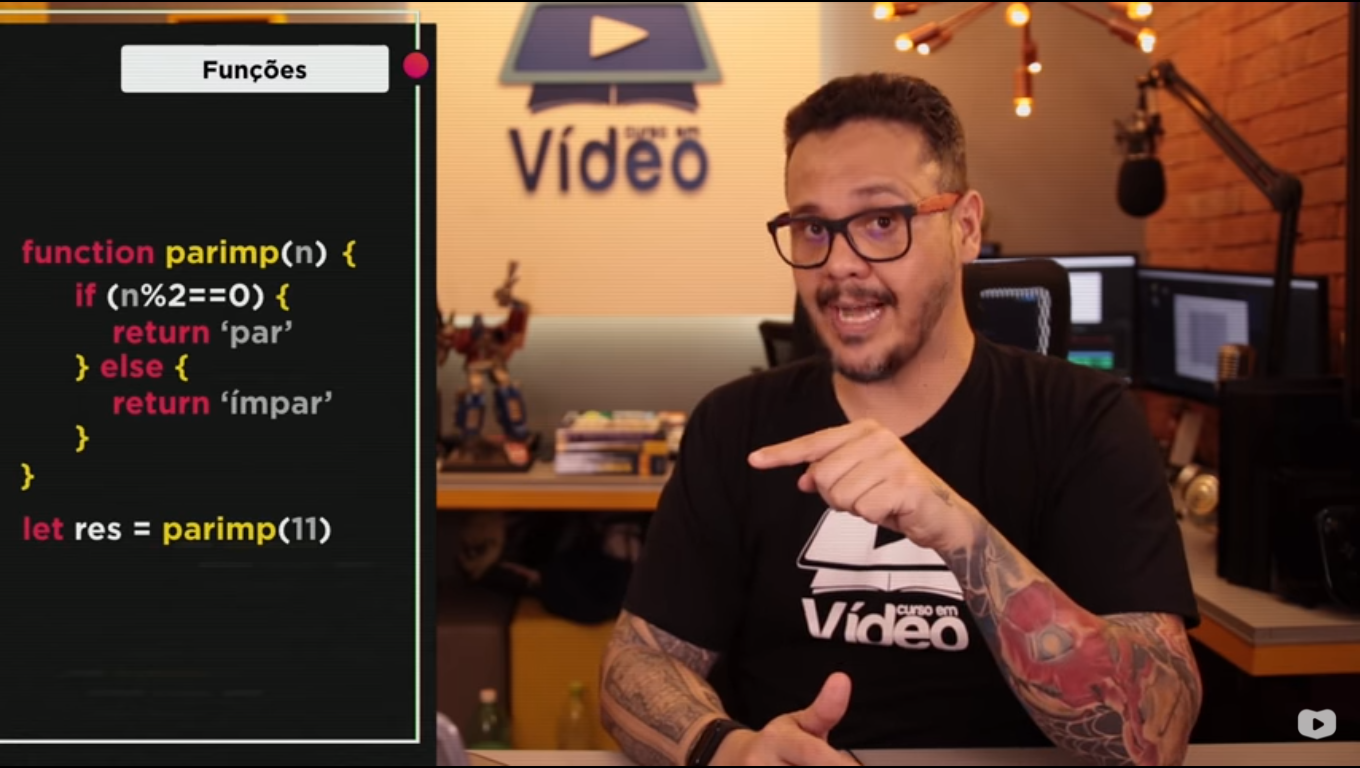 Funções
function parimp(n) {
if (n%2==0) {
return ‘par’
} else {
return ‘ímpar’
}
}
let res = parimp(11)
curso em
Vídeo
curso em
Vídeo